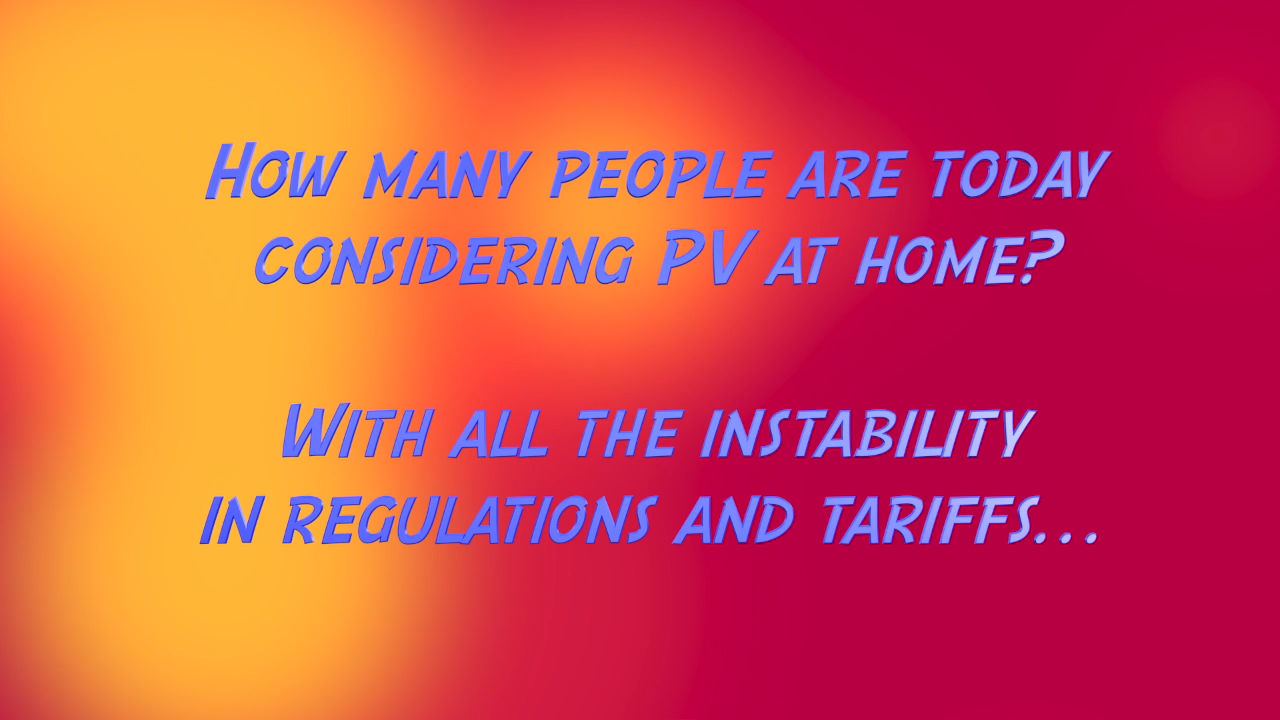 How many people are today
considering PV at home?
With all the instability
in regulations and tariffs...